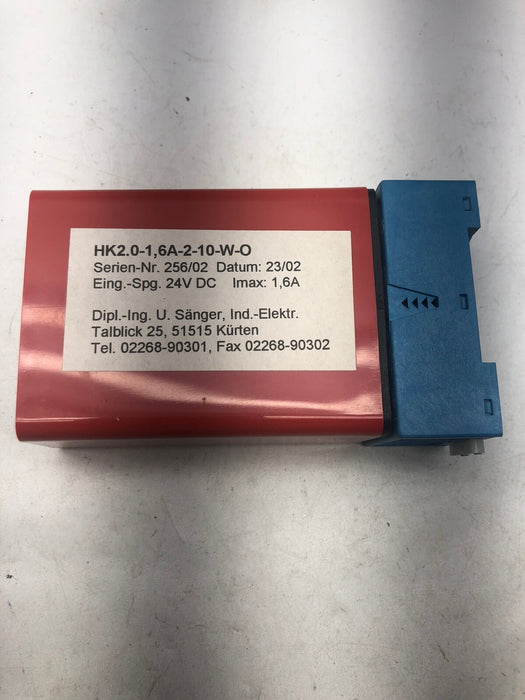 HK2.0-1,6A-2-10-W-O
Serien-Nr. 256/02 Datum: 23/02
Eing.-Spg. 24V DC Imax: 1,6A
Dipl.-Ing. U. Sänger, Ind.-Elektr.
Talblick 25, 51515 Kürten
Tel. 02268-90301, Fax 02268-90302